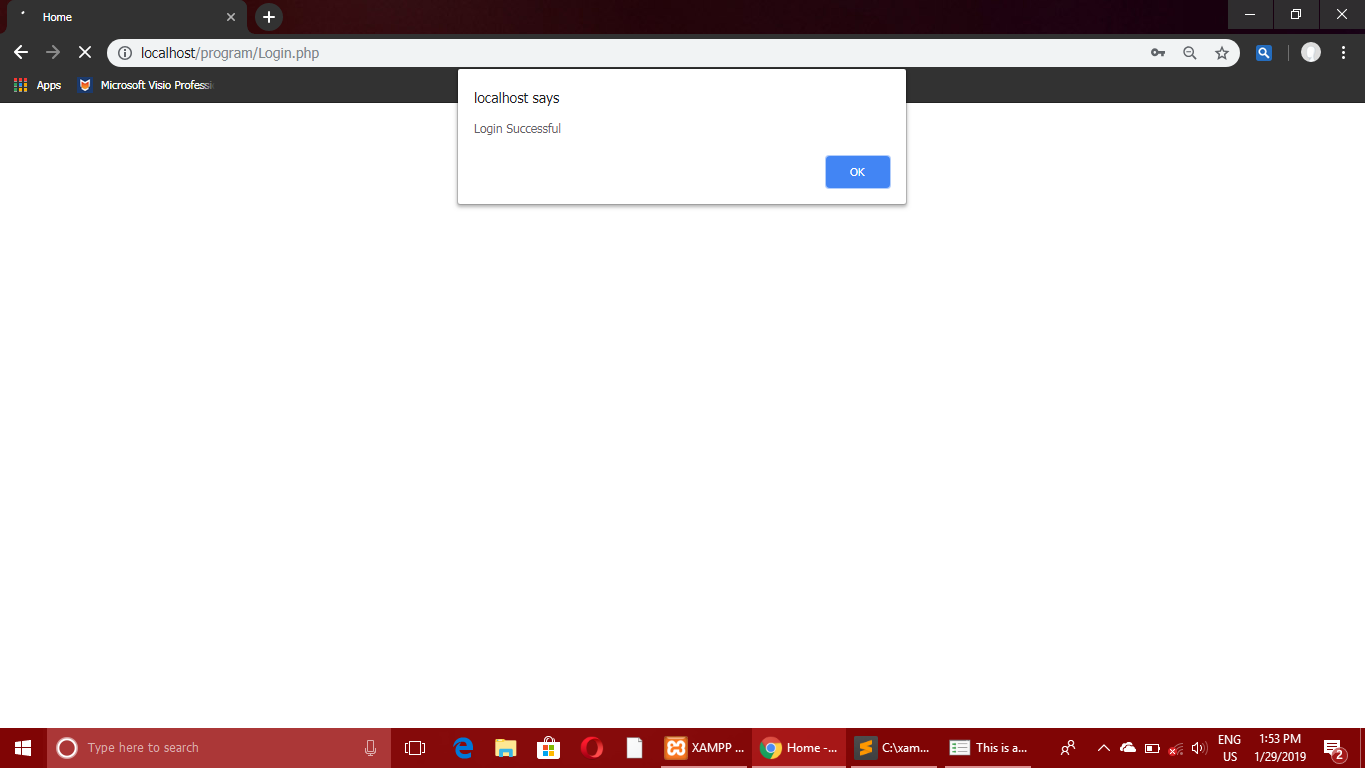 Home
localhost/program/Login.php
Apps
Microsoft Visio Professi
localhost says
Login Successful
OK
Type here to search
XAMPP ...
Home -...
C:\xam...
This is a...
ENG
US
1:53 PM
1/29/2019
2